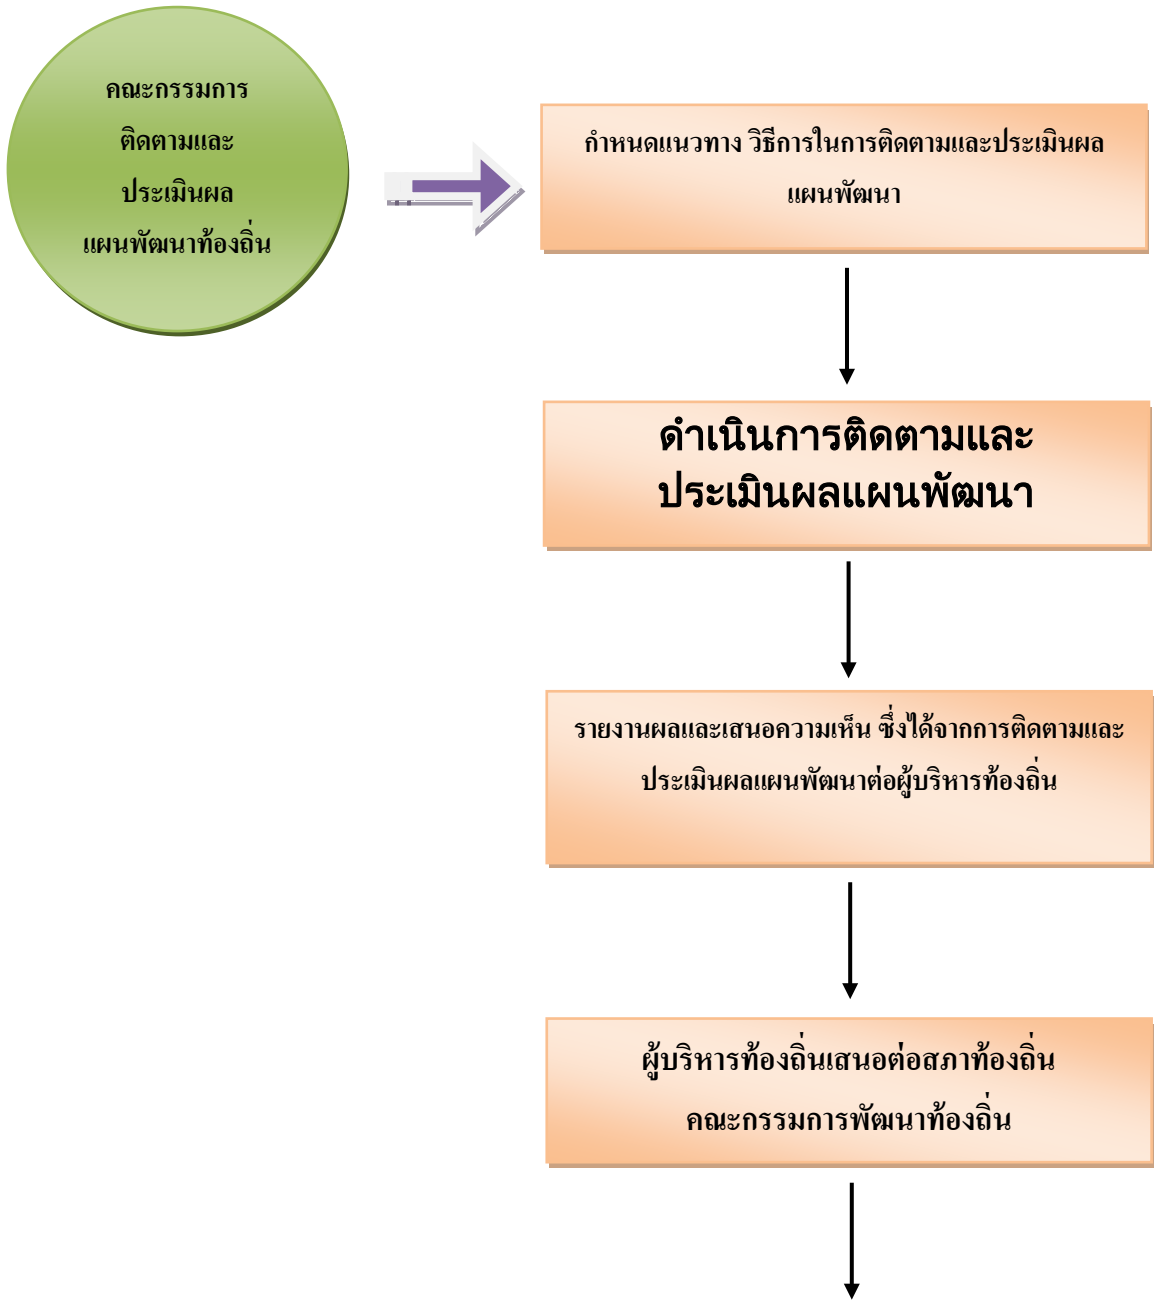 คณะกรรมการ
ติดตามและ
ประเมินผล
แผนพัฒนาท้องถิ่น
กำหนดแนวทาง วิธีการในการติดตามและประเมินผล
แผนพัฒนา
ดำเนินการติดตามและ
ประเมินผลแผนพัฒนา
รายงานผลและเสนอความเห็น ซึ่งได้จากการติดตามและ
ประเมินผลแผนพัฒนาต่อผู้บริหารท้องถิ่น
ผู้บริหารท้องถิ่นเสนอต่อสภาท้องถิ่น
คณะกรรมการพัฒนาท้องถิ่น